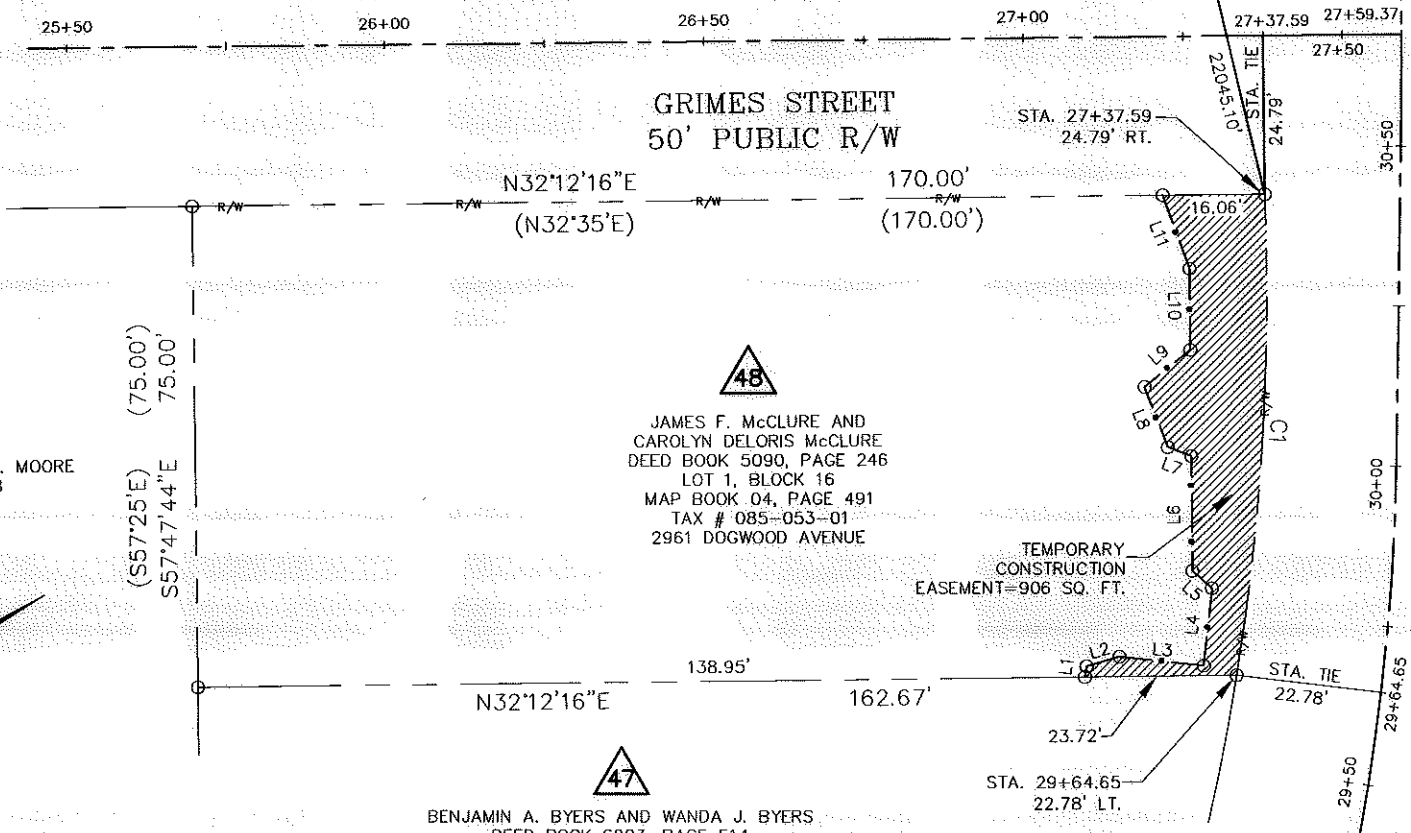 25+50
26+00
26+50
27+00
27+37.59
27+59.37
27+50
GRIMES STREET
50' PUBLIC R/W
STA. 27+37.59
24.79' RT.
22045.10'
STA. TIE
24.79'
30+50
N32°12'16"E
170.00'
R/W
R/W
R/W
R/W
(N32°35'E)
(170.00')
16.06'
L11
L10
L9
L8
L7
L6
L5
L4
L3
L2
L1
R/W
C1
R/W
30+00
(75.00')
75.00'
(S57°25'E)
S57°47'44"E
. MOORE
48
JAMES F. McCLURE AND
CAROLYN DELORIS McCLURE
DEED BOOK 5090, PAGE 246
LOT 1, BLOCK 16
MAP BOOK 04, PAGE 491
TAX # 085-053-01
2961 DOGWOOD AVENUE
TEMPORARY
CONSTRUCTION
EASEMENT=906 SQ. FT.
138.95'
N32°12'16"E
162.67'
STA. TIE
22.78'
29+64.65
23.72'
STA. 29+64.65
22.78' LT.
29+50
47
BENJAMIN A. BYERS AND WANDA J. BYERS